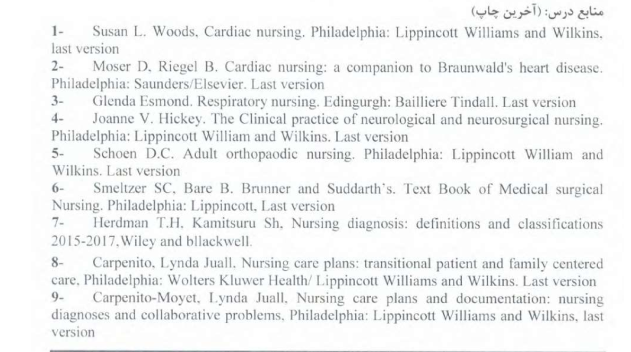 منابع درس: (آخرین چاپ)
1- Susan L. Woods, Cardiac nursing. Philadelphia: Lippincott Williams and Wilkins,
last version
2- Moser D, Riegel B. Cardiac nursing: a companion to Braunwald's heart disease.
Philadelphia: Saunders/Elsevier. Last version
3- Glenda Esmond. Respiratory nursing. Edingurgh: Bailliere Tindall. Last version
4- Joanne V. Hickey. The Clinical practice of neurological and neurosurgical nursing.
Philadelphia: Lippincott William and Wilkins. Last version
5- Schoen D.C. Adult orthopaodic nursing. Philadelphia: Lippincott William and
Wilkins. Last version
6- Smeltzer SC, Bare B. Brunner and Suddarth's. Text Book of Medical surgical
Nursing. Philadelphia: Lippincott, Last version
7- Herdman T.H, Kamitsuru Sh, Nursing diagnosis: definitions and classifications
2015-2017,Wiley and bllackwell.
8- Carpenito, Lynda Juall, Nursing care plans: transitional patient and family centered
care, Philadelphia: Wolters Kluwer Health/ Lippincott Williams and Wilkins. Last version
9- Carpenito-Moyet, Lynda Juall, Nursing care plans and documentation: nursing
diagnoses and collaborative problems, Philadelphia: Lippincott Williams and Wilkins, last
version